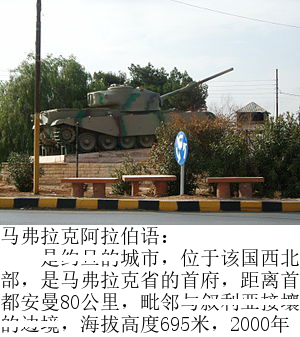 马弗拉克阿拉伯语：
是约旦的城市，位于该国西北
部，是马弗拉克省的首府，距离首
都安曼80公里，毗邻与叙利亚接壤
的边境，海拔高度695米，2000年